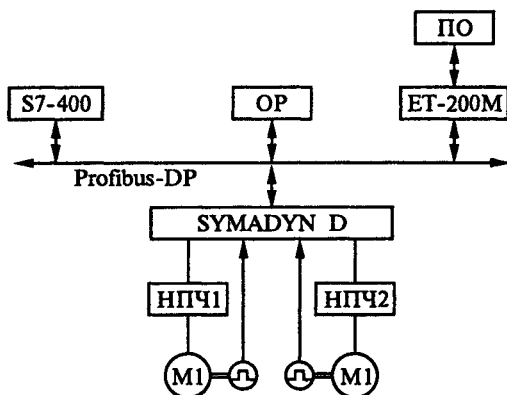 ПО
S7-400
OP
ET-200M
Profibus-DP
SYMADYN D
НПЧ1
НПЧ2
M1
M1